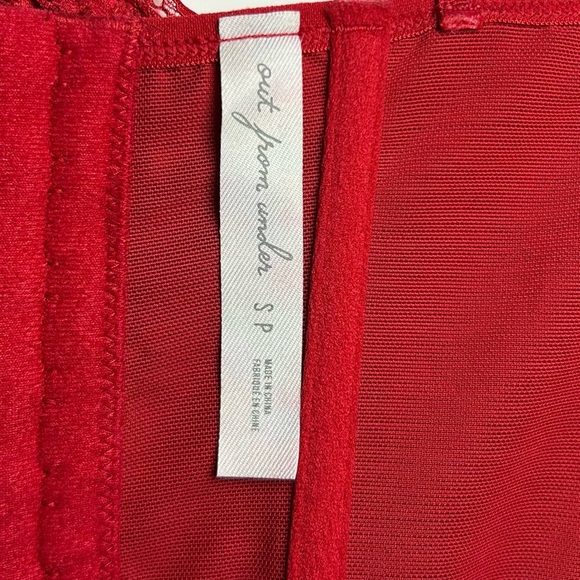 out from under
S P
MADE IN CHINA
FABRIQUÉ EN CHINE